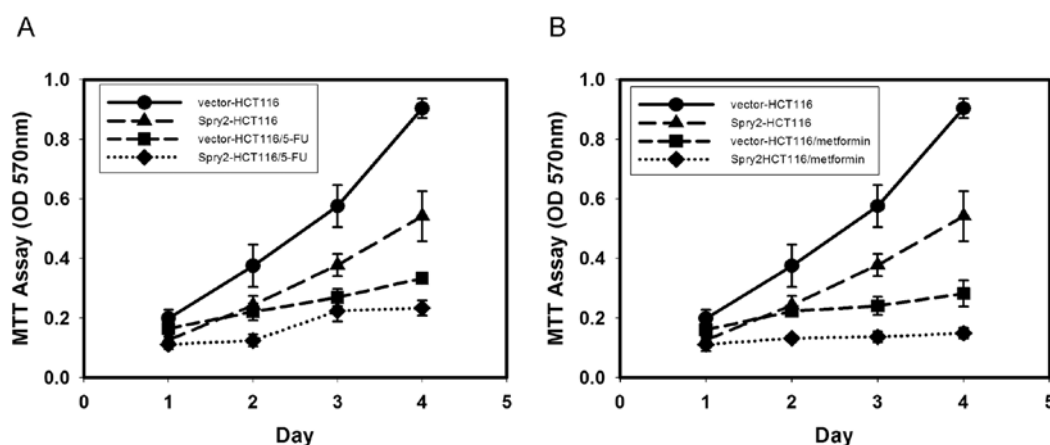 A
1.0
0.8
0.6
0.4
0.2
0.0
MTT Assay (OD 570nm)
vector-HCT116
Spry2-HCT116
vector-HCT116/5-FU
Spry2-HCT116/5-FU
0 1 2 3 4 5
Day
B
1.0
0.8
0.6
0.4
0.2
0.0
MTT Assay (OD 570nm)
vector-HCT116
Spry2-HCT116
vector-HCT116/metformin
Spry2HCT116/metformin
0 1 2 3 4 5
Day